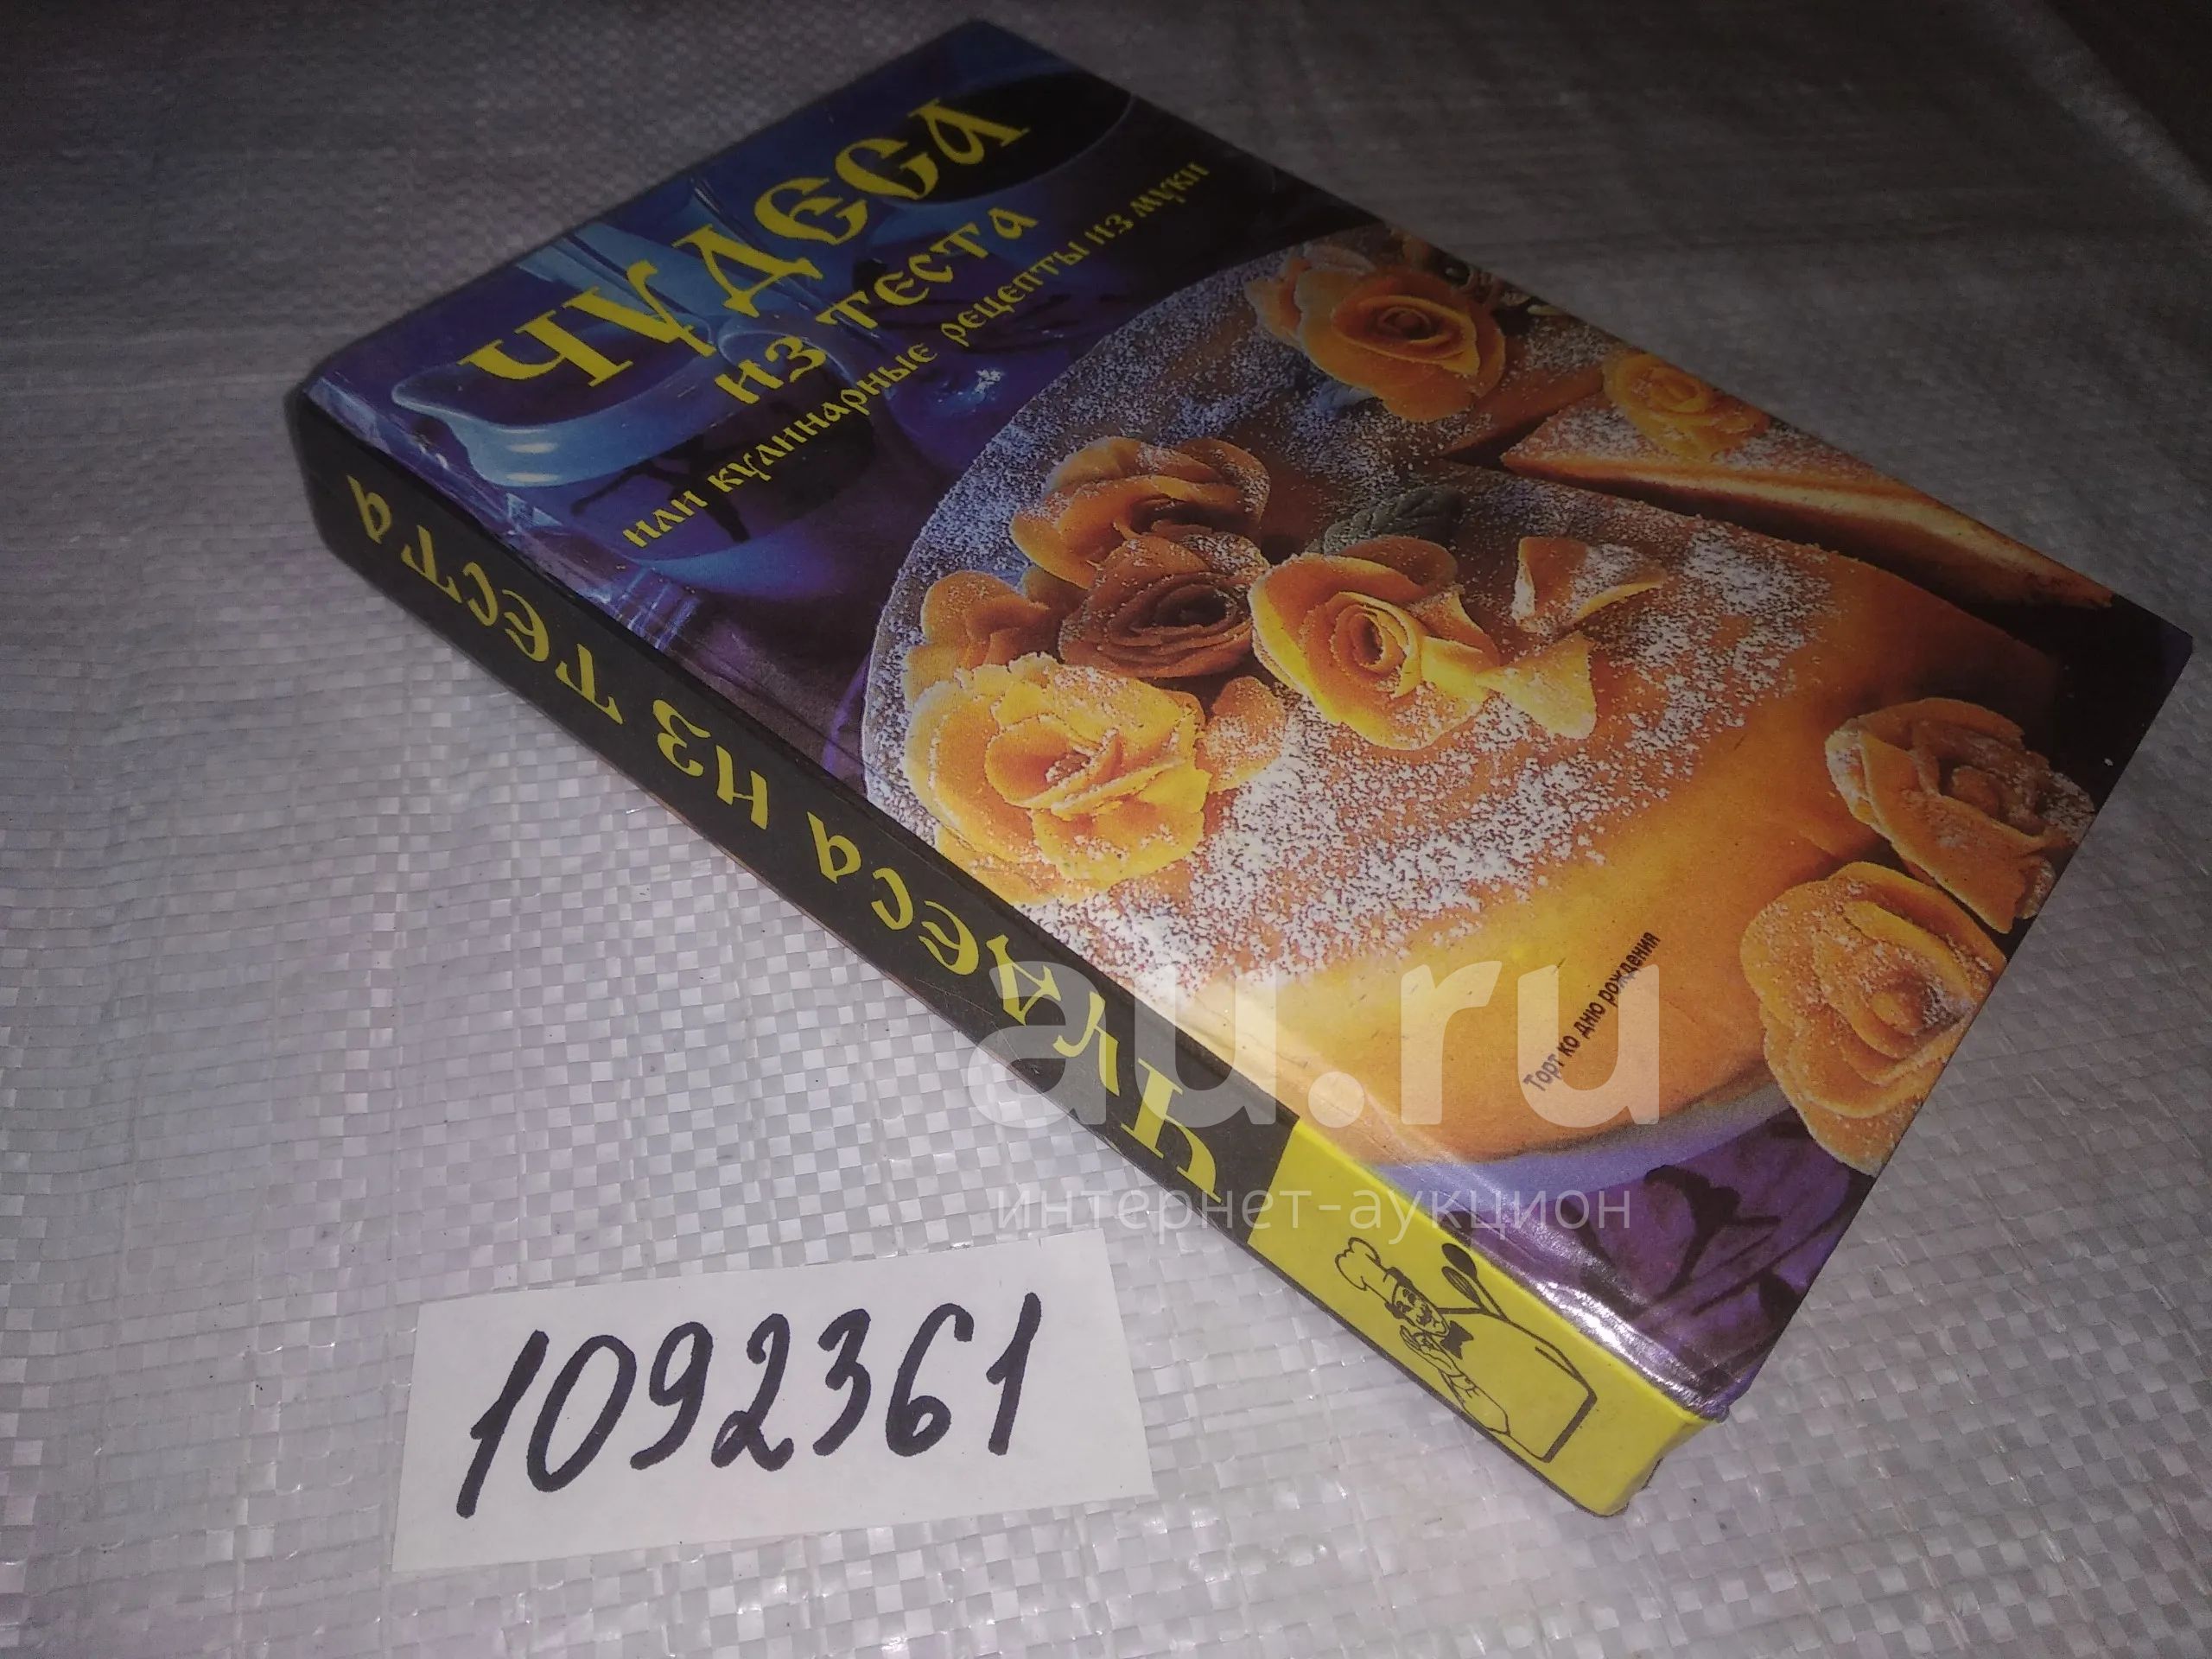 ЧУДЕСА
ИЗ ТЕСТА
ИЛИ КУЛИНАРНЫЕ РЕЦЕПТЫ ИЗ МУКИ
Торт ко дню рождения
ЧУДЕСА ИЗ ТЕСТА
au.ru
интернет-аукцион
1092361